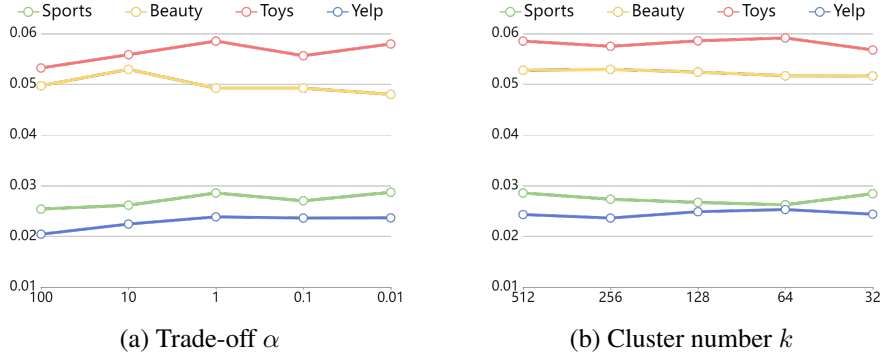 Sports Beauty Toys Yelp
0.06
0.05
0.04
0.03
0.02
0.01
100 10 1 0.1 0.01
(a) Trade-off α
Sports Beauty Toys Yelp
0.06
0.05
0.04
0.03
0.02
0.01
512 256 128 64 32
(b) Cluster number k